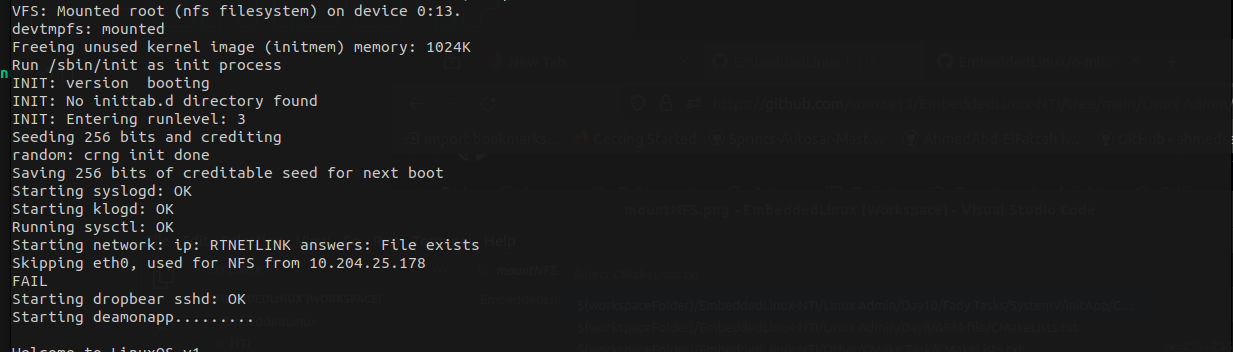 VFS: Mounted root (nfs filesystem) on device 0:13.
devtmpfs: mounted
Freeing unused kernel image (initmem) memory: 1024K
Run /sbin/init as init process
n
INIT: version  booting
INIT: No inittab.d directory found
INIT: Entering runlevel: 3
Seeding 256 bits and crediting
random: crng init done
Saving 256 bits of creditable seed for next boot
Starting syslogd: OK
Starting klogd: OK
Running sysctl: OK
Starting network: ip: RTNETLINK answers: File exists
Skipping eth0, used for NFS from 10.204.25.178
FAIL
Starting dropbear sshd: OK
Starting deamonapp.........
Welcome to LinuxOS v1